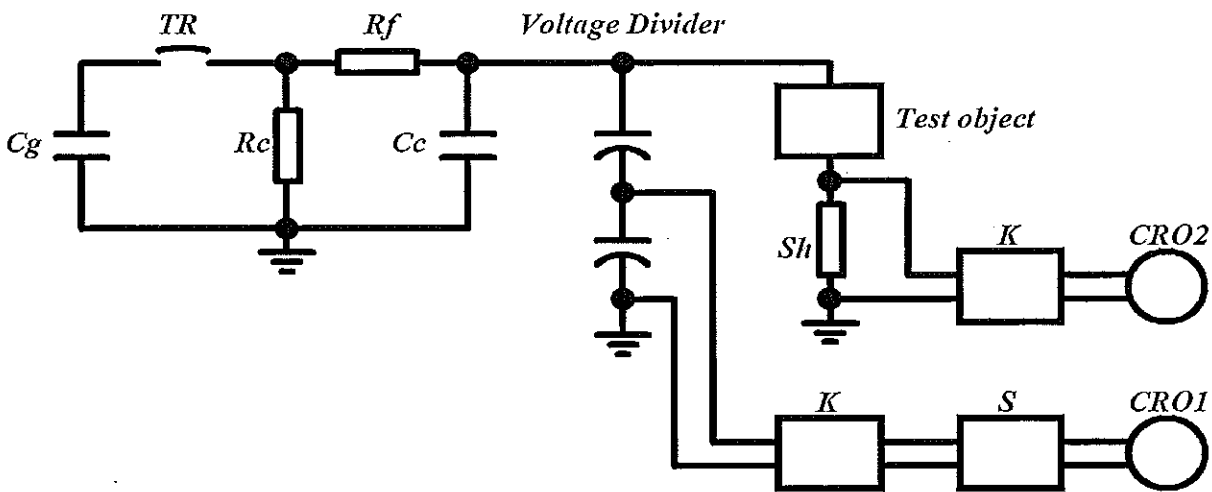 TR
Rf
Voltage Divider
Cg
Rc
Cc
Test object
Sh
K
CRO2
K
S
CRO1